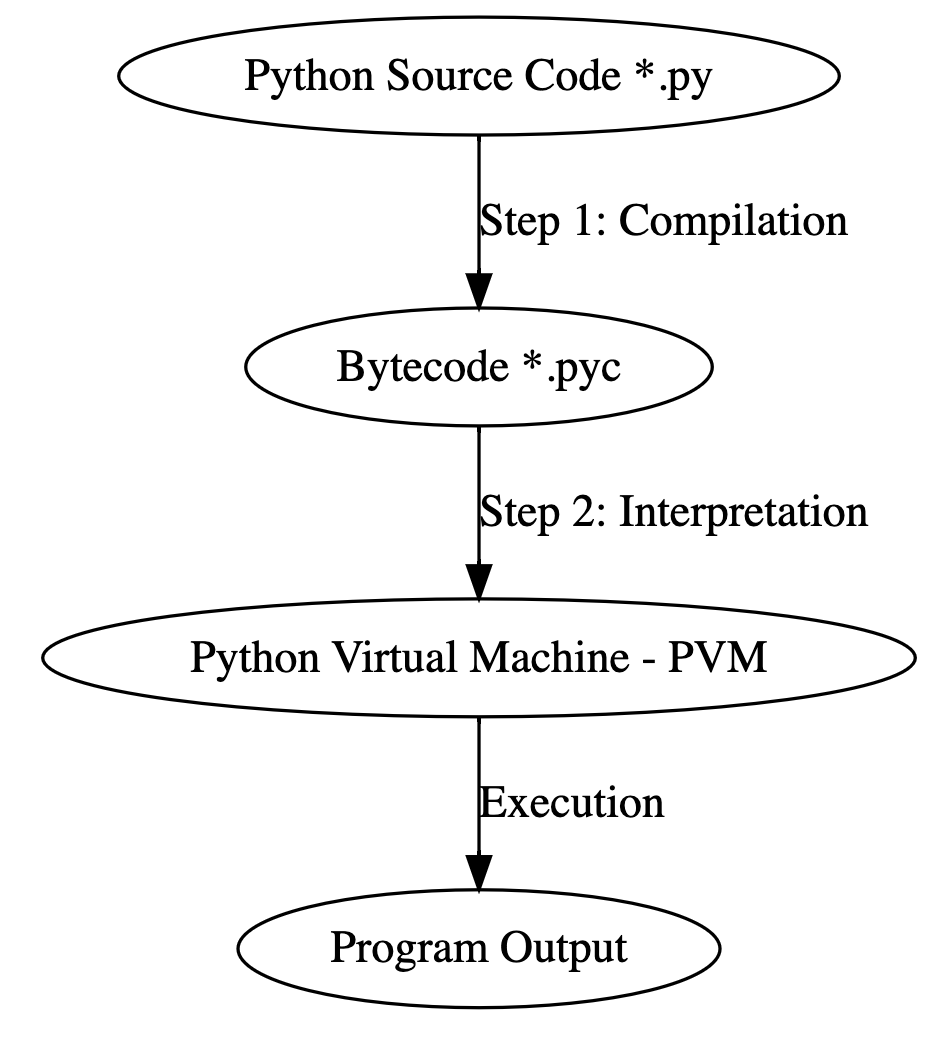 Python Source Code *.py
Step 1: Compilation
Bytecode *.pyc
Step 2: Interpretation
Python Virtual Machine - PVM
Execution
Program Output